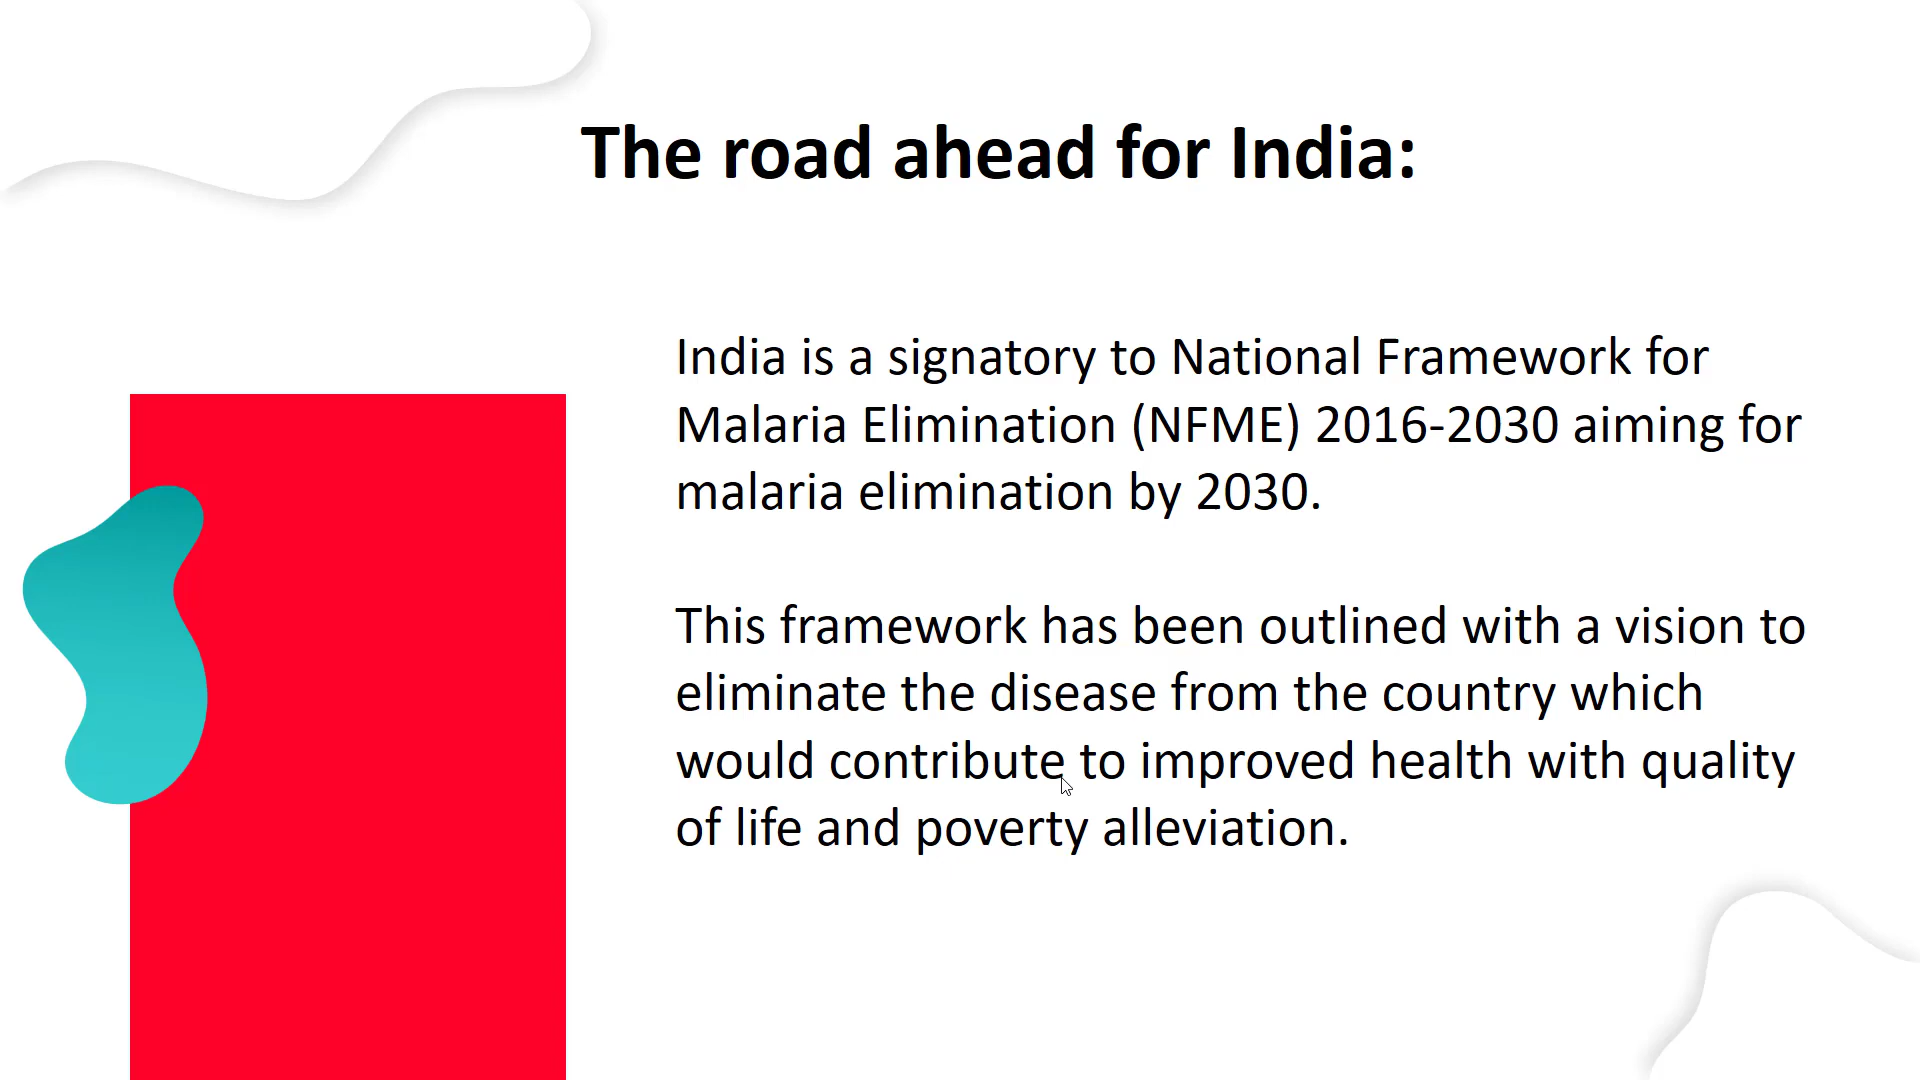 The road ahead for India:
India is a signatory to National Framework for
Malaria Elimination (NFME) 2016-2030 aiming for
malaria elimination by 2030.
This framework has been outlined with a vision to
eliminate the disease from the country which
would contribute to improved health with quality
of life and poverty alleviation.